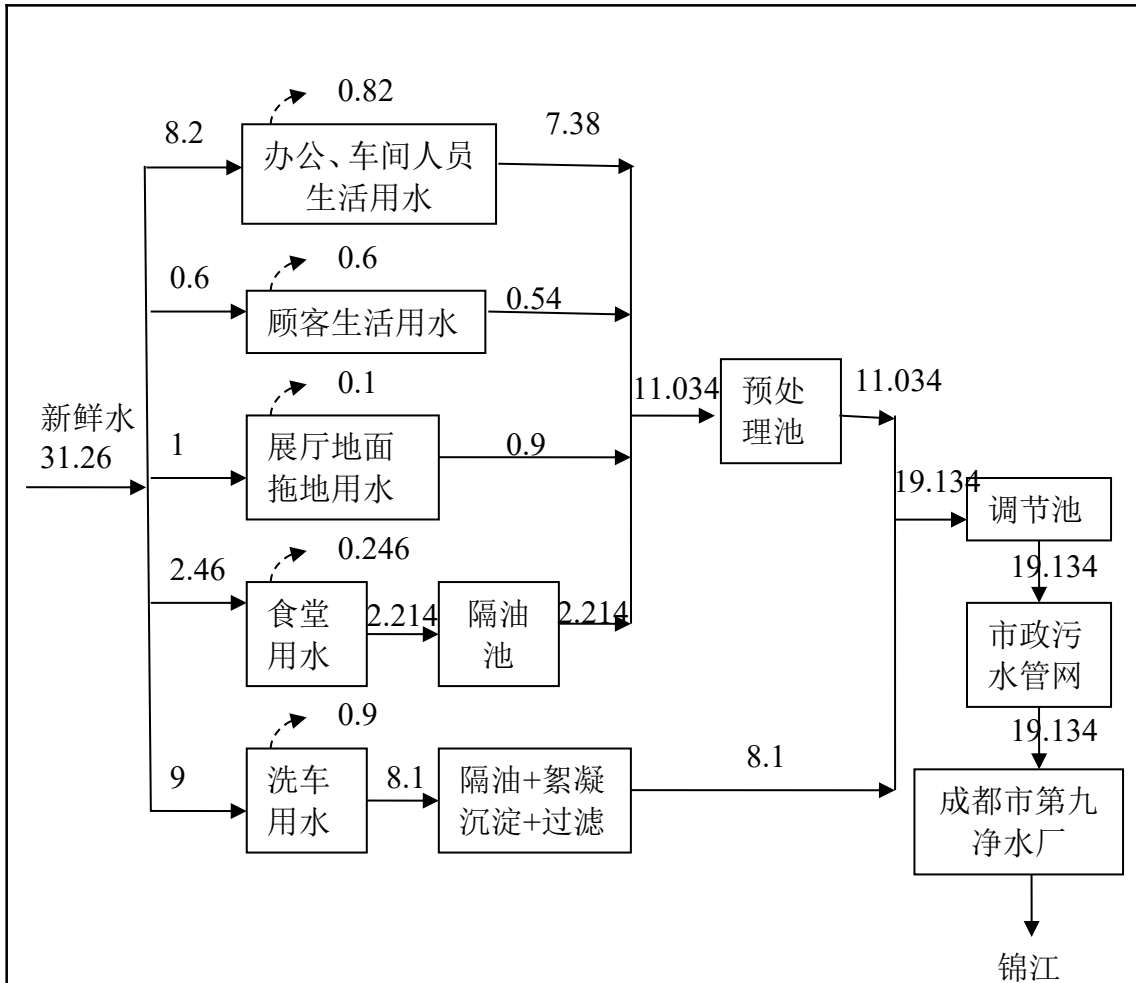 0.82
8.2
7.38
办公、车间人员
生活用水
0.6
0.6
0.54
顾客生活用水
0.1
新鲜水
31.26
1
展厅地面
拖地用水
0.9
11.034
预处
理池
11.034
19.134
调节池
0.246
2.46
食堂
用水
2.214
隔油
池
2.214
19.134
市政污
水管网
0.9
9
洗车
用水
8.1
隔油+絮凝
沉淀+过滤
8.1
19.134
成都市第九
净水厂
锦江